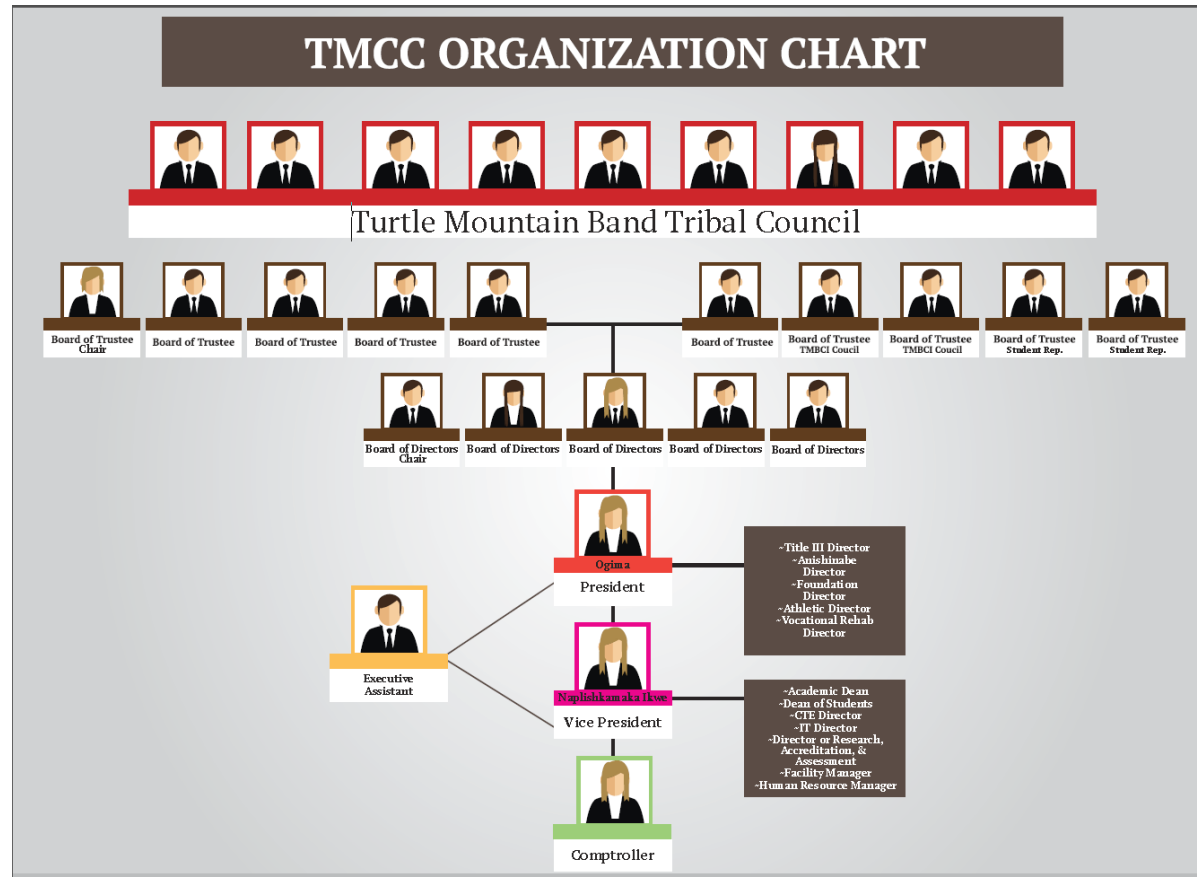 TMCC ORGANIZATION CHART
Turtle Mountain Band Tribal Council
Board of Trustee
Chair
Board of Trustee
Board of Trustee
Board of Trustee
Board of Trustee
Board of Trustee
Board of Trustee
TMBCI Coucil
Board of Trustee
TMBCI Coucil
Board of Trustee
Student Rep.
Board of Trustee
Student Rep.
Board of Directors
Chair
Board of Directors
Board of Directors
Board of Directors
Board of Directors
Ogima
President
~Title III Director
~Anishinabe
Director
~Foundation
Director
~Athletic Director
~Vocational Rehab
Director
Executive
Assistant
Naplishkamaka Ikwe
Vice President
~Academic Dean
~Dean of Students
~CTE Director
~IT Director
~Director or Research,
Accreditation, &
Assessment
~Facility Manager
~Human Resource Manager
Comptroller